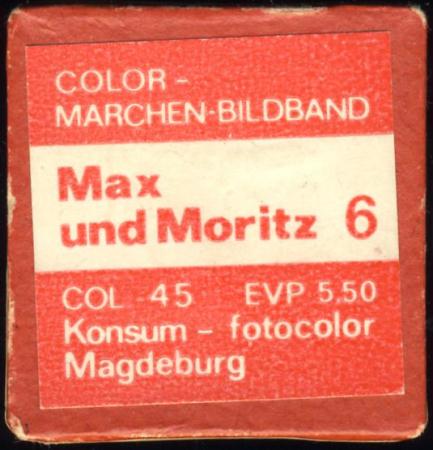 COLOR -
MARCHEN-BILDBAND
Max
und Moritz 6
COL 45 EVP 5.50
Konsum - fotocolor
Magdeburg